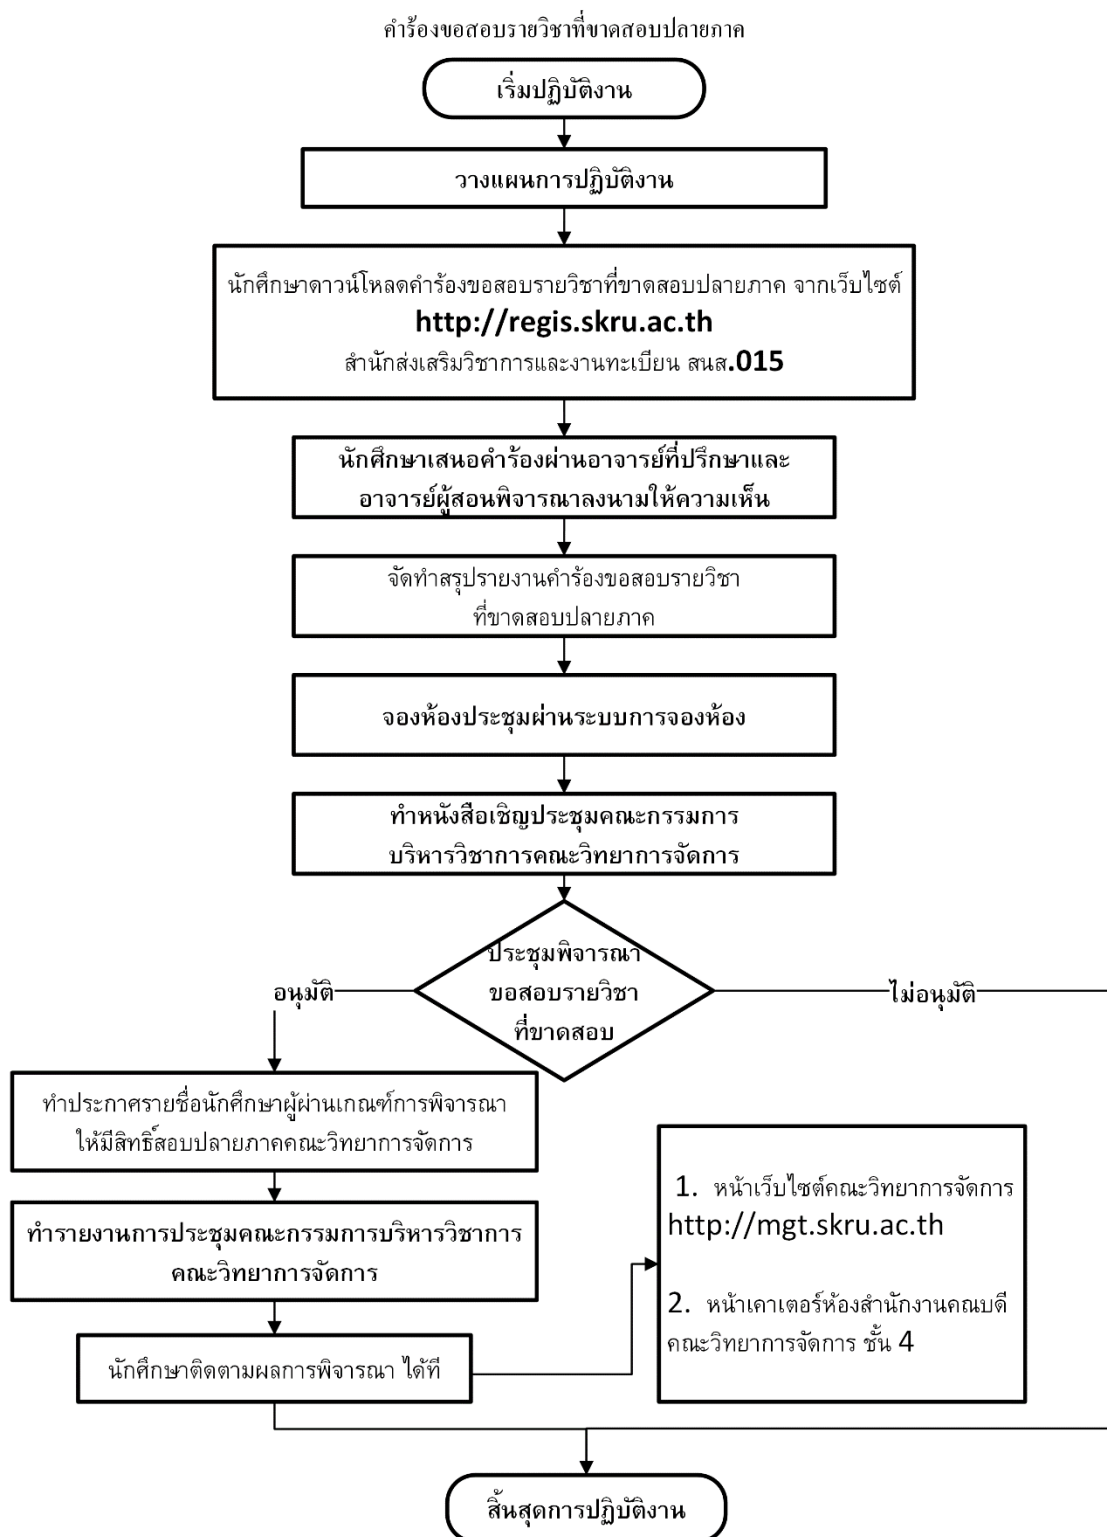 คำร้องขอสอบรายวิชาที่ขาดสอบปลายภาค
เริ่มปฏิบัติงาน
วางแผนการปฏิบัติงาน
นักศึกษาดาวน์โหลดคำร้องขอสอบรายวิชาที่ขาดสอบปลายภาค จากเว็บไซต์
http://regis.skru.ac.th
สำนักส่งเสริมวิชาการและงานทะเบียน สนส.015
นักศึกษาเสนอคำร้องผ่านอาจารย์ที่ปรึกษาและ
อาจารย์ผู้สอนพิจารณาลงนามให้ความเห็น
จัดทำสรุปรายงานคำร้องขอสอบรายวิชา
ที่ขาดสอบปลายภาค
จองห้องประชุมผ่านระบบการจองห้อง
ทำหนังสือเชิญประชุมคณะกรรมการ
บริหารวิชาการคณะวิทยาการจัดการ
ประชุมพิจารณา
ขอสอบรายวิชา
ที่ขาดสอบ
อนุมัติ
ไม่อนุมัติ
ทำประกาศรายชื่อนักศึกษาผู้ผ่านเกณฑ์การพิจารณา
ให้มีสิทธิ์สอบปลายภาคคณะวิทยาการจัดการ
ทำรายงานการประชุมคณะกรรมการบริหารวิชาการ
คณะวิทยาการจัดการ
นักศึกษาติดตามผลการพิจารณา ได้ที
1. หน้าเว็บไซต์คณะวิทยาการจัดการ
http://mgt.skru.ac.th
2. หน้าเคาเตอร์ห้องสำนักงานคณบดี
คณะวิทยาการจัดการ ชั้น 4
สิ้นสุดการปฏิบัติงาน